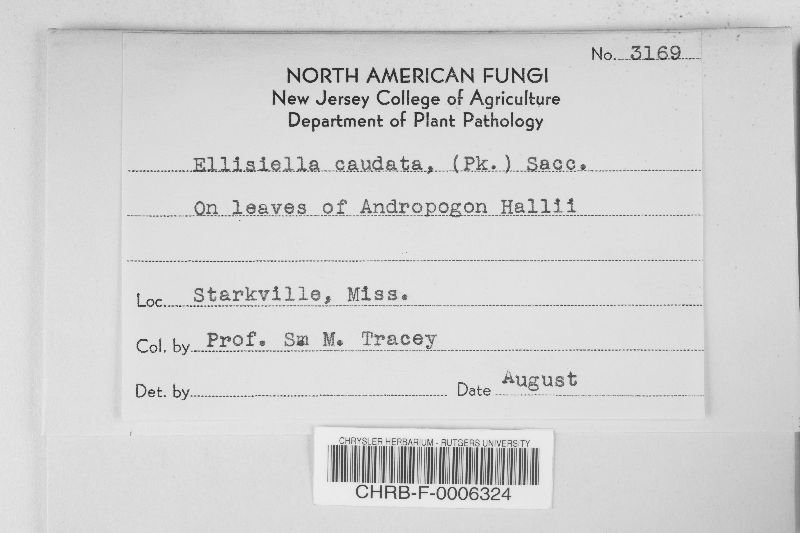 No. 3169
NORTH AMERICAN FUNGI
New Jersey College of Agriculture
Department of Plant Pathology
Ellisiella caudata, (Pk.) Sacc.
On leaves of Andropogon Hallii
Loc. Starkville, Miss.
Col. by Prof. Sm M. Tracey
Det. by
Date August
CHRYSLER HERBARIUM - RUTGERS UNIVERSITY
CHRB-F-0006324